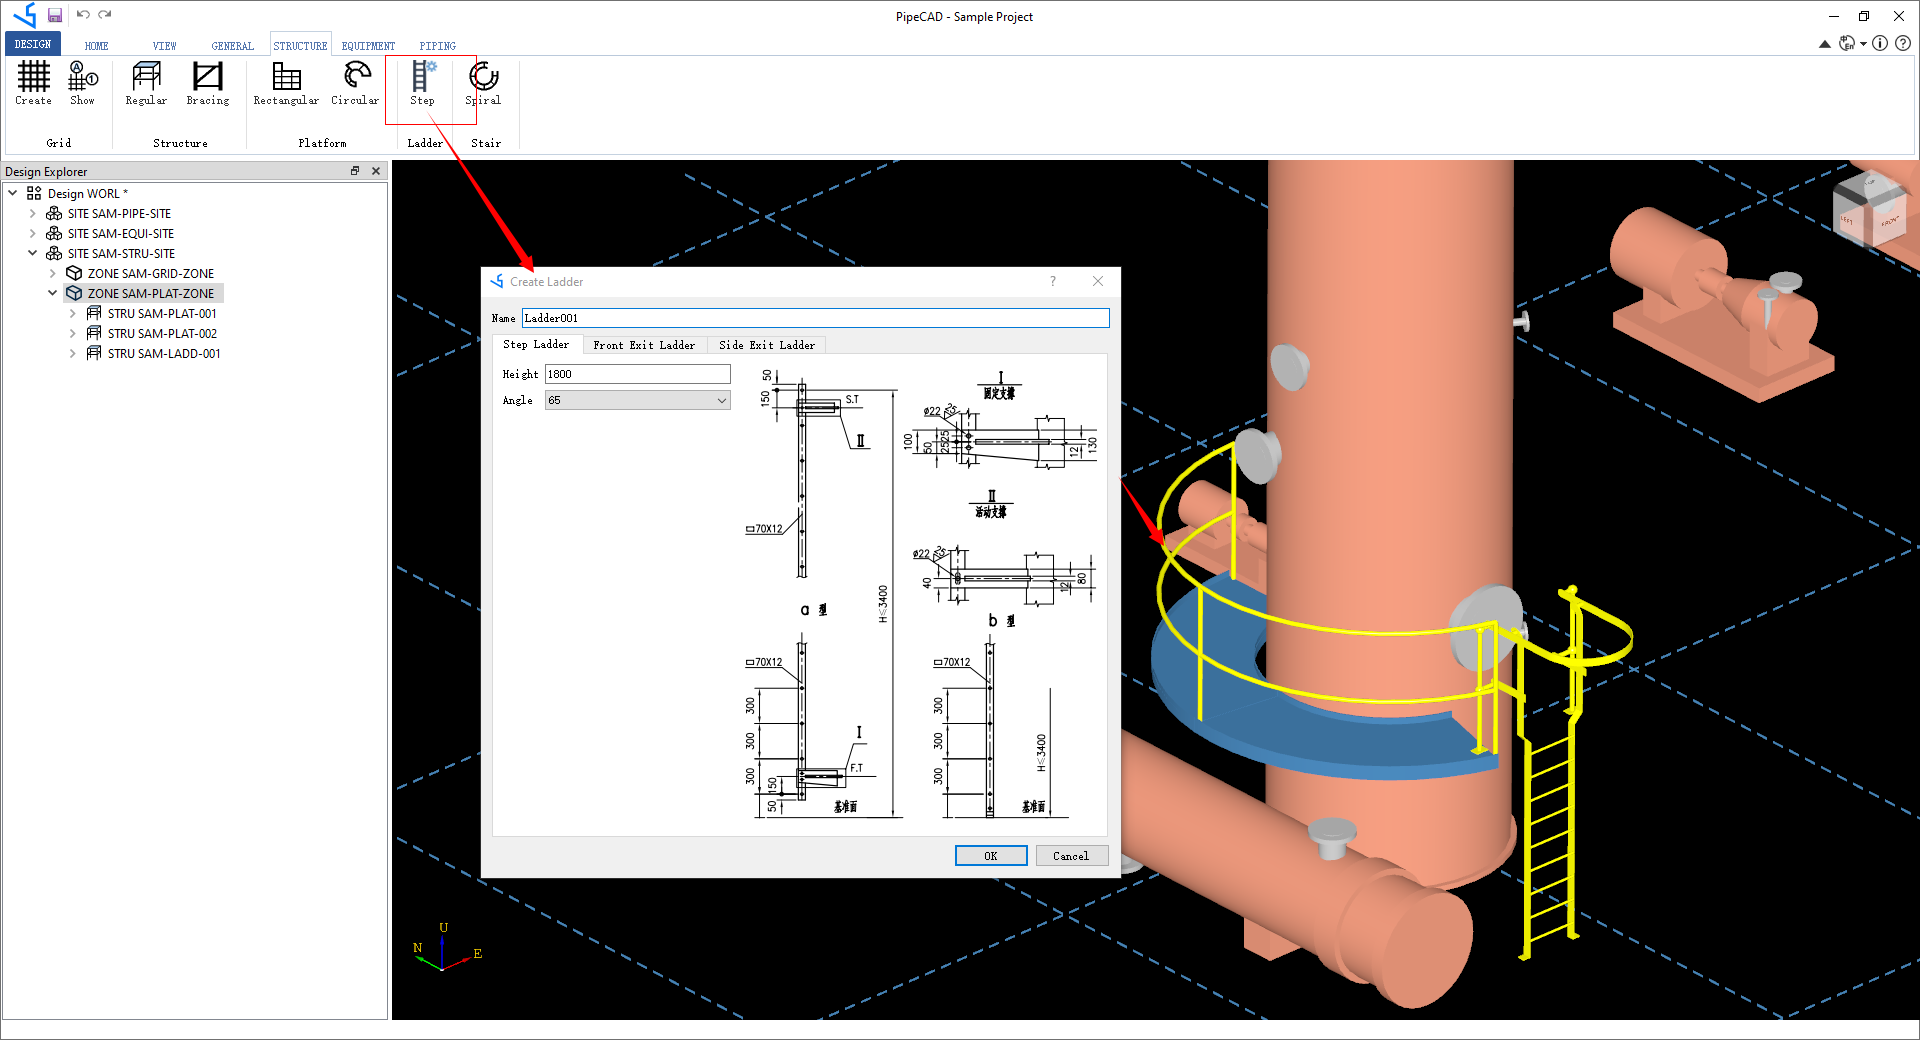 PipeCAD - Sample Project
DESIGN HOME VIEW GENERAL STRUCTURE EQUIPMENT PIPING
Create Show Regular Bracing Rectangular Circular Step Spiral
Grid Structure Platform Ladder Stair
Design Explorer
Design WORL *
SITE SAM-PIPE-SITE
SITE SAM-EQUI-SITE
SITE SAM-STRU-SITE
ZONE SAM-GRID-ZONE
ZONE SAM-PLAT-ZONE
STRU SAM-PLAT-001
STRU SAM-PLAT-002
STRU SAM-LADD-001
Create Ladder
Name Ladder001
Step Ladder Front Exit Ladder Side Exit Ladder
Height 1800
Angle 65
50
150
S.T
II
□70X12
a 型
H≤3400
□70X12
300
300
300
150
50
I
F.T
基准面
I
固定支撑
ø22
25
100
50
2525
12
130
II
活动支撑
ø22
25
40
12
80
b 型
□70X12
300
300
300
H≤3400
基准面
OK Cancel
LEFT FRONT
U
N
E